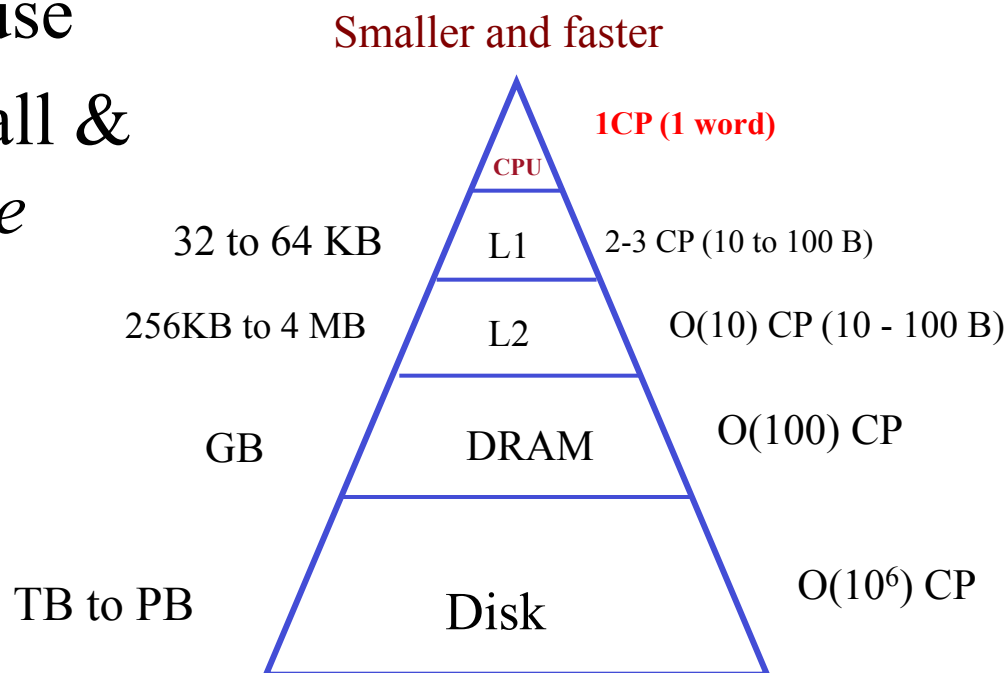 Smaller and faster
all &
1CP (1 word)
CPU
32 to 64 KB
L1
2-3 CP (10 to 100 B)
256KB to 4 MB
L2
O(10) CP (10 - 100 B)
GB
DRAM
O(100) CP
TB to PB
Disk
O(10⁶) CP